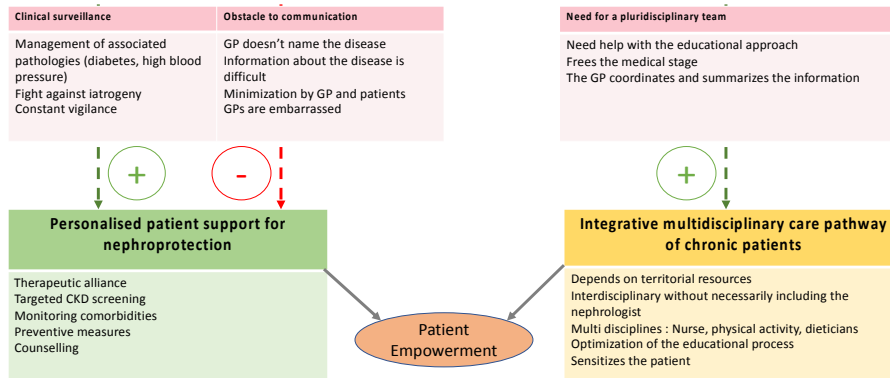 Clinical surveillance
Management of associated
pathologies (diabetes, high blood
pressure)
Fight against iatrogeny
Constant vigilance
Obstacle to communication
GP doesn't name the disease
Information about the disease is
difficult
Minimization by GP and patients
GPs are embarrassed
Need for a pluridisciplinary team
Need help with the educational approach
Frees the medical stage
The GP coordinates and summarizes the information
+
-
+
Personalised patient support for
nephroprotection
Therapeutic alliance
Targeted CKD screening
Monitoring comorbidities
Preventive measures
Counselling
Patient
Empowerment
Integrative multidisciplinary care pathway
of chronic patients
Depends on territorial resources
Interdisciplinary without necessarily including the
nephrologist
Multi disciplines : Nurse, physical activity, dieticians
Optimization of the educational process
Sensitizes the patient